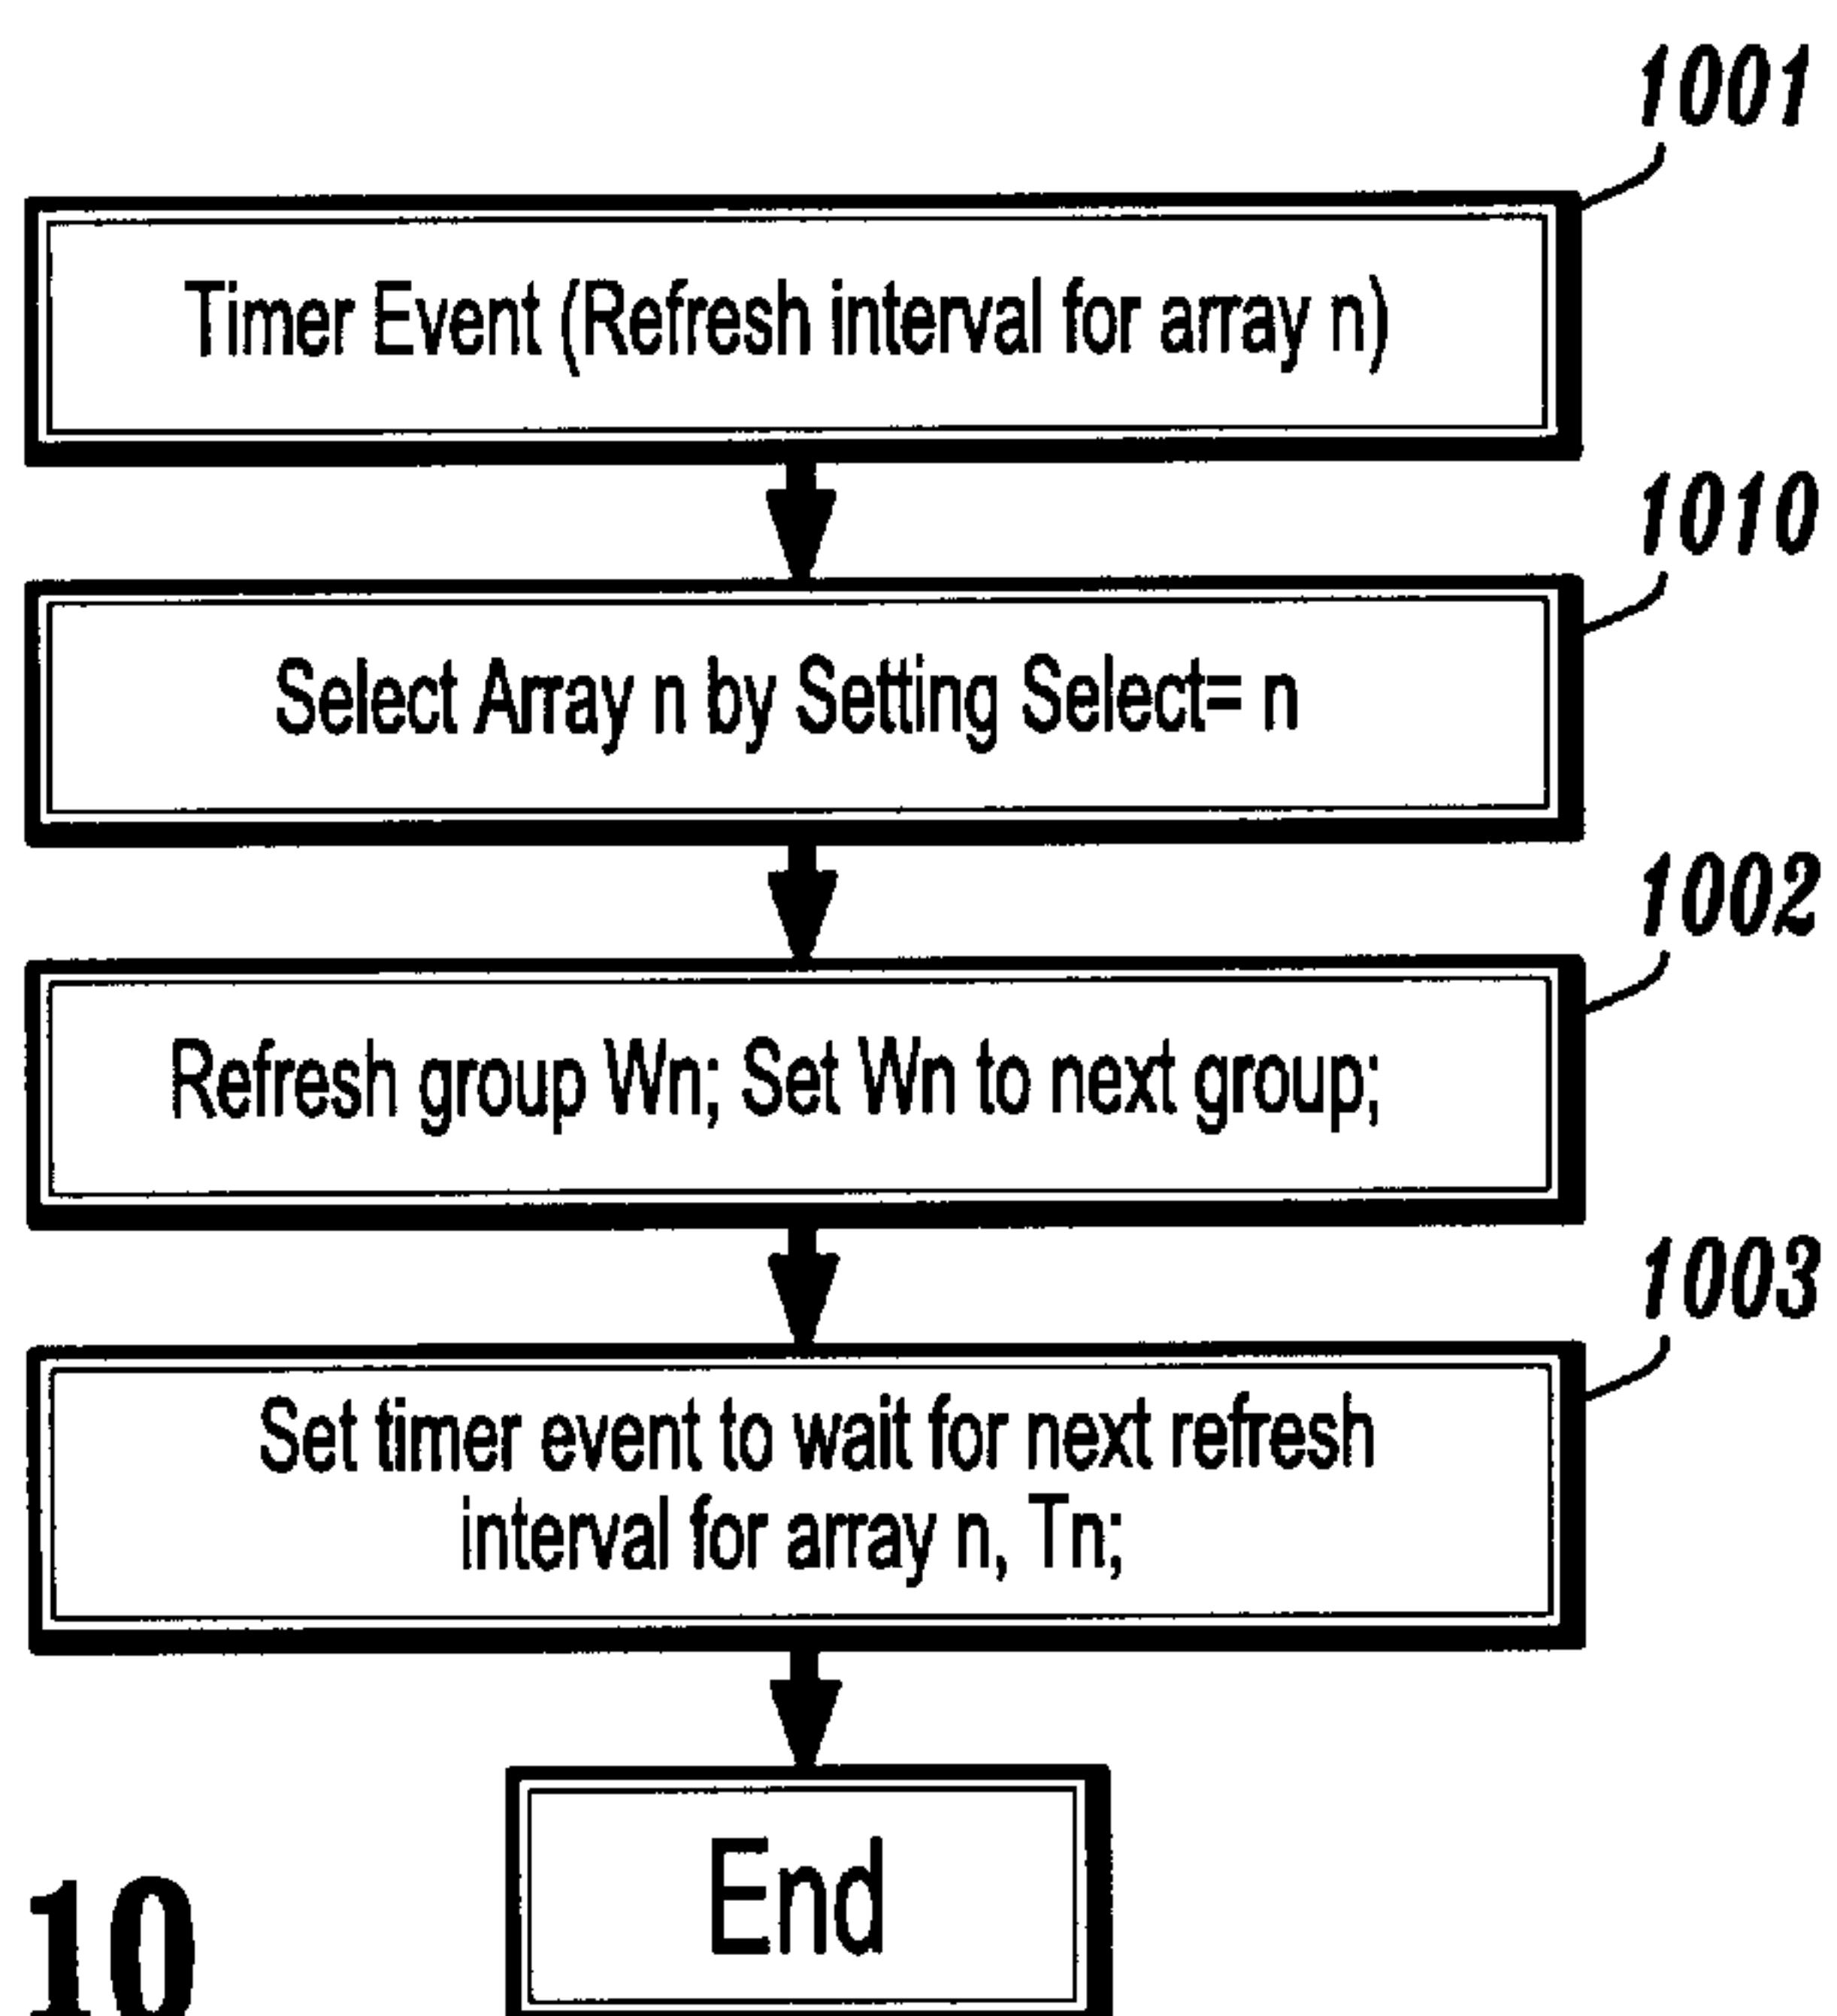 1001
Timer Event (Refresh interval for array n)
1010
Select Array n by Setting Select= n
1002
Refresh group Wn; Set Wn to next group;
1003
Set timer event to wait for next refresh
interval for array n, Tn;
End
10